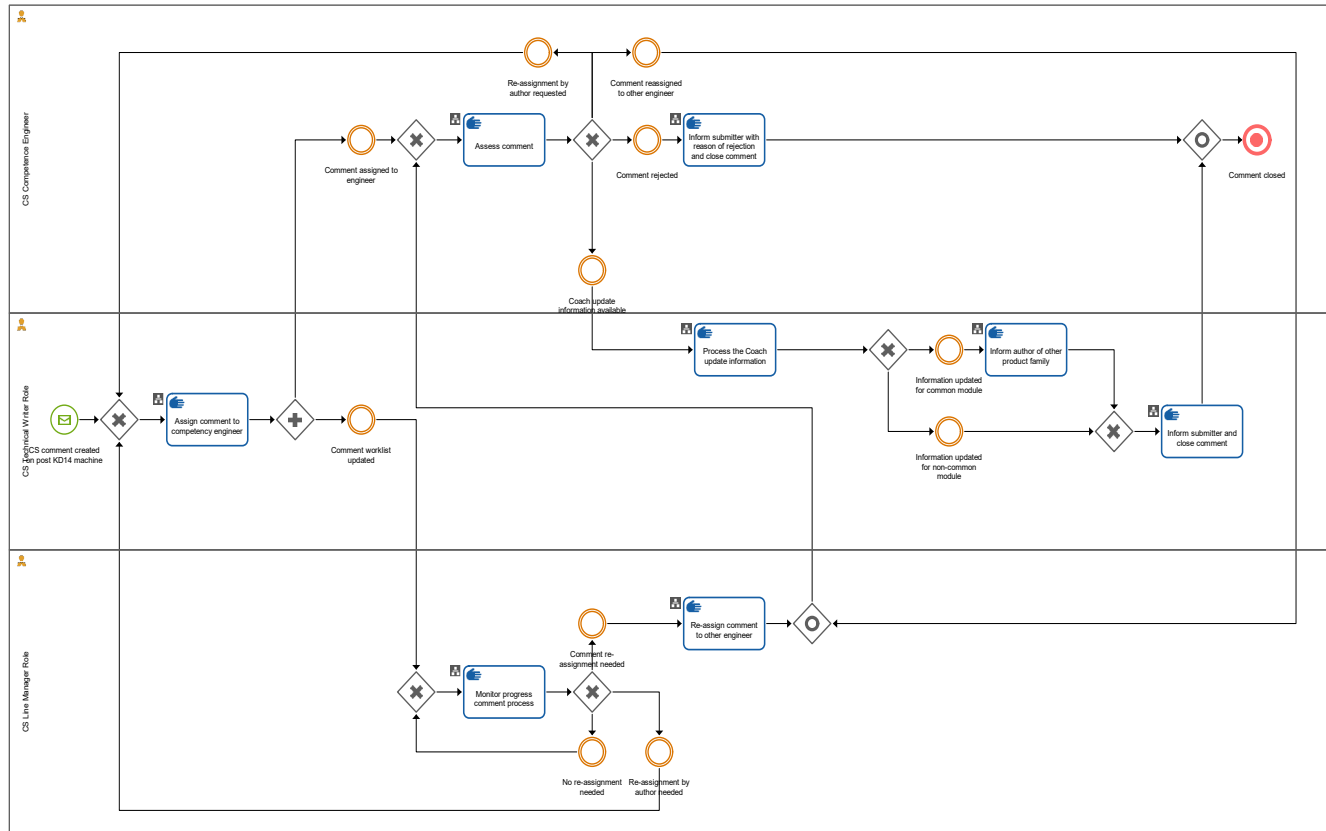 CS Competence Engineer
Re-assignment by
author requested
Comment reassigned
to other engineer
Comment assigned to
engineer
Assess comment
Comment rejected
Inform submitter with
reason of rejection
and close comment
Comment closed
Coach update
information available
CS Technical Writer Role
CS comment created
on post KD14 machine
Assign comment to
competency engineer
Comment worklist
updated
Process the Coach
update information
Information updated
for common module
Inform author of other
product family
Information updated
for non-common
module
Inform submitter and
close comment
CS Line Manager Role
Comment re-
assignment needed
Re-assign comment
to other engineer
Monitor progress
comment process
No re-assignment
needed
Re-assignment by
author needed